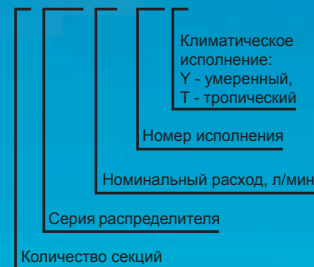 Климатическое
исполнение:
Y - умеренный,
T - тропический
Номер исполнения
Номинальный расход, л/мин
Серия распределителя
Количество секций